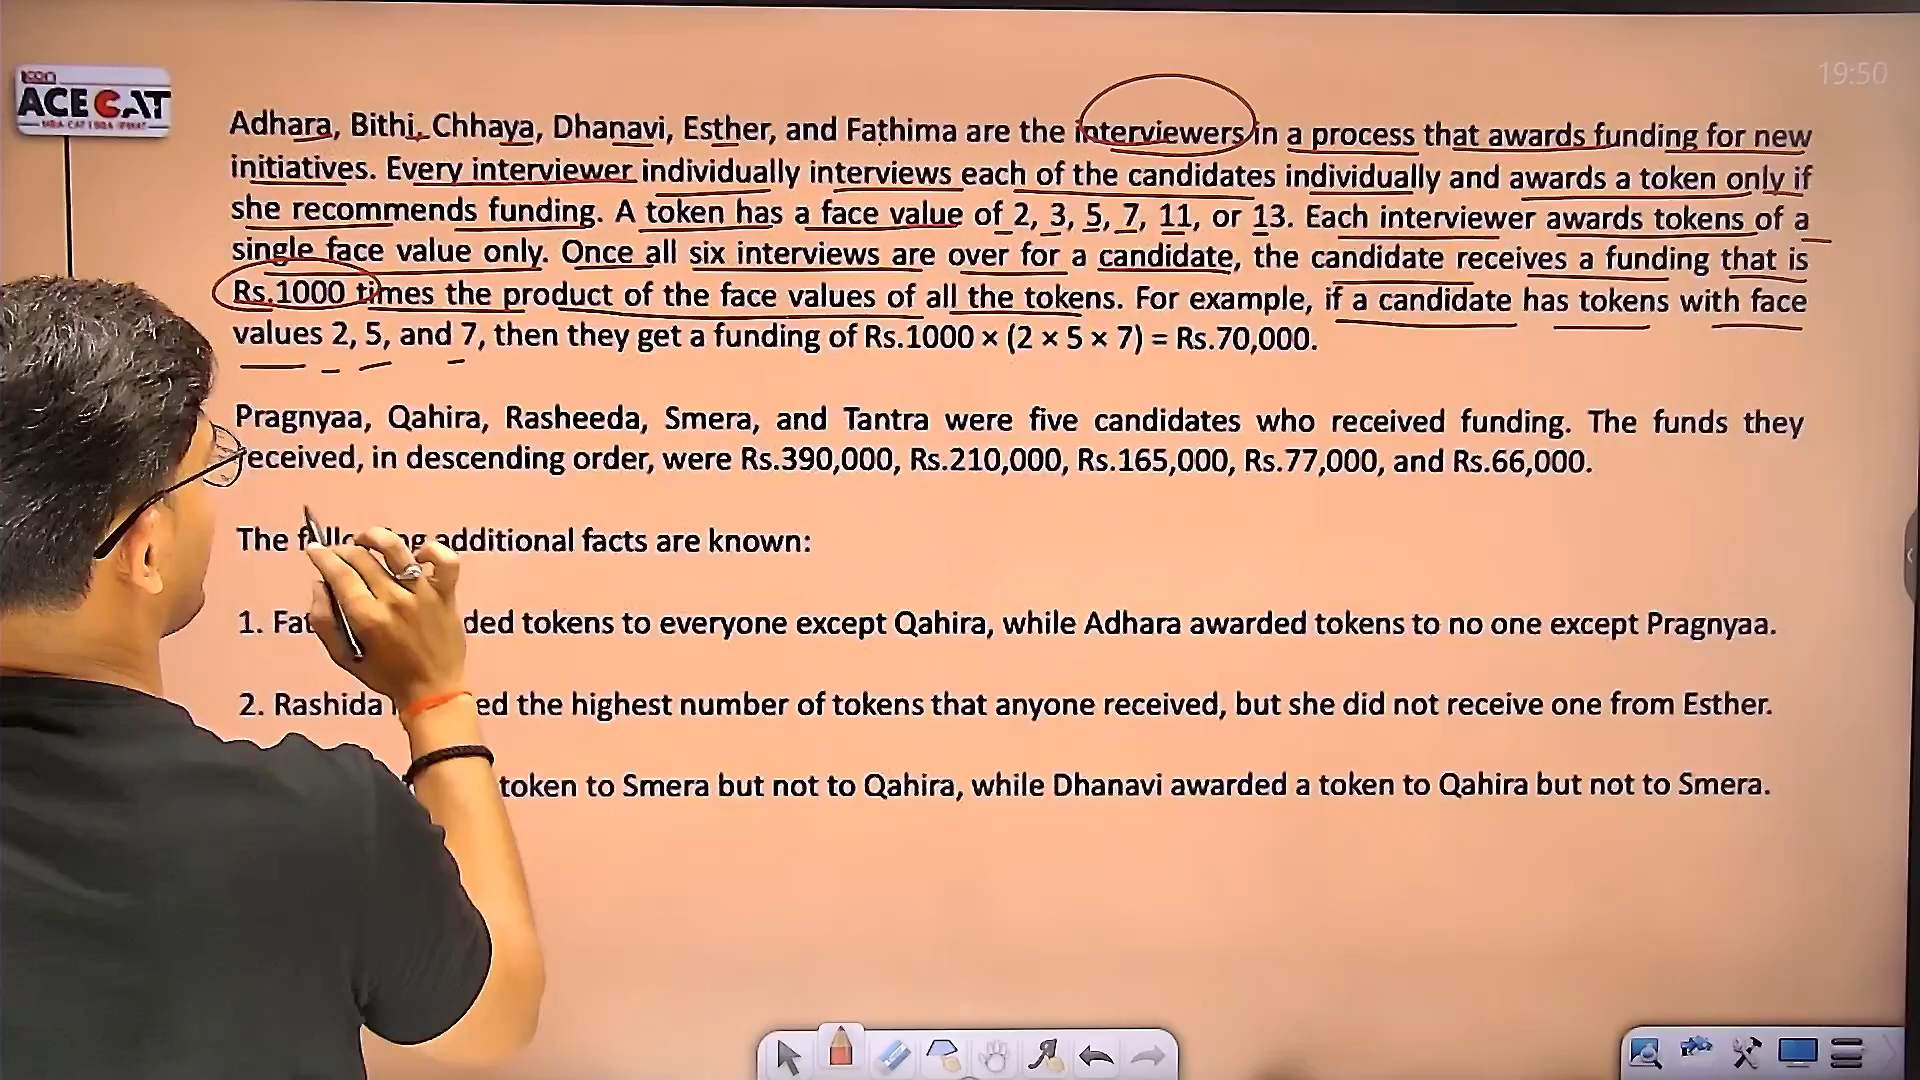 19:50
ACE CAT
Adhara, Bithi, Chhaya, Dhanavi, Esther, and Fathima are the interviewers in a process that awards funding for new
initiatives. Every interviewer individually interviews each of the candidates individually and awards a token only if
she recommends funding. A token has a face value of 2, 3, 5, 7, 11, or 13. Each interviewer awards tokens of a
single face value only. Once all six interviews are over for a candidate, the candidate receives a funding that is
Rs.1000 times the product of the face values of all the tokens. For example, if a candidate has tokens with face
values 2, 5, and 7, then they get a funding of Rs.1000 × (2 × 5 × 7) = Rs.70,000.
Pragnyaa, Qahira, Rasheeda, Smera, and Tantra were five candidates who received funding. The funds they
eceived, in descending order, were Rs.390,000, Rs.210,000, Rs.165,000, Rs.77,000, and Rs.66,000.
The additional facts are known:
1. Fat ded tokens to everyone except Qahira, while Adhara awarded tokens to no one except Pragnyaa.
2. Rashida ed the highest number of tokens that anyone received, but she did not receive one from Esther.
token to Smera but not to Qahira, while Dhanavi awarded a token to Qahira but not to Smera.